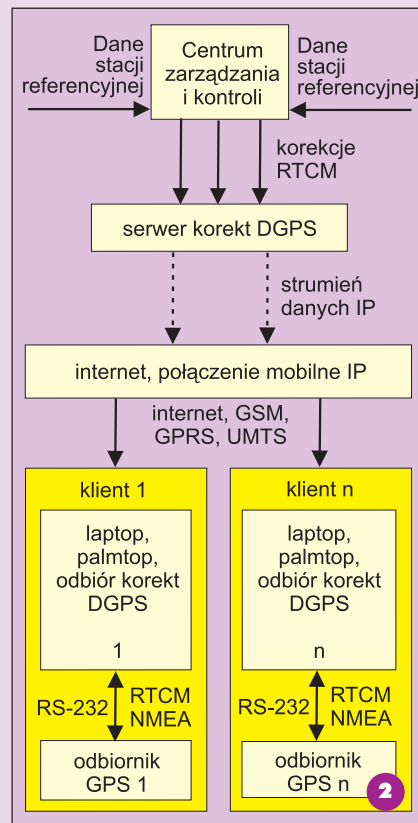 Dane
stacji
referencyjnej
Centrum
zarządzania
i kontroli
Dane
stacji
referencyjnej
korekcje
RTCM
serwer korekt DGPS
strumień
danych IP
internet, połączenie mobilne IP
internet, GSM,
GPRS, UMTS
klient 1
laptop,
palmtop,
odbiór korekt
DGPS
1
RS-232
RTCM
NMEA
odbiornik
GPS 1
klient n
laptop,
palmtop,
odbiór korekt
DGPS
n
RS-232
RTCM
NMEA
odbiornik
GPS n
2